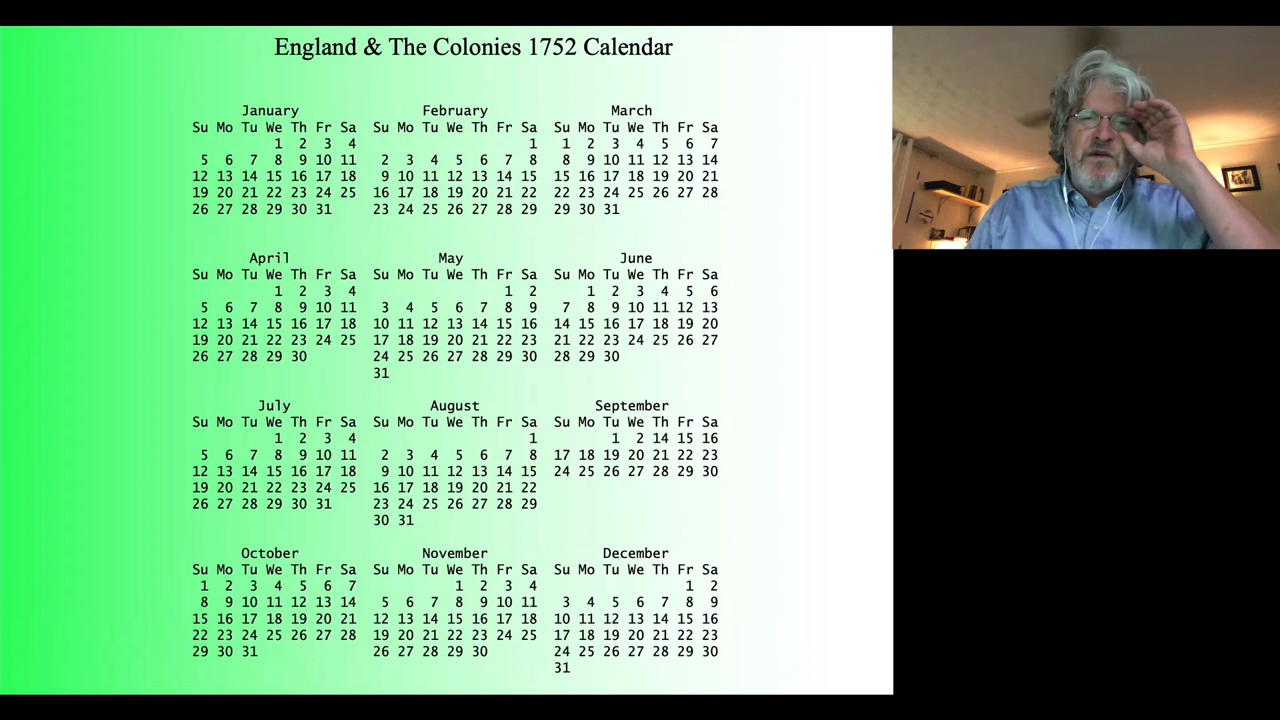 England & The Colonies 1752 Calendar
January February March
Su Mo Tu We Th Fr Sa Su Mo Tu We Th Fr Sa Su Mo Tu We Th Fr Sa
1 2 3 4 1 1 2 3 4 5 6 7
5 6 7 8 9 10 11 2 3 4 5 6 7 8 8 9 10 11 12 13 14
12 13 14 15 16 17 18 9 10 11 12 13 14 15 15 16 17 18 19 20 21
19 20 21 22 23 24 25 16 17 18 19 20 21 22 22 23 24 25 26 27 28
26 27 28 29 30 31 23 24 25 26 27 28 29 29 30 31
April May June
Su Mo Tu We Th Fr Sa Su Mo Tu We Th Fr Sa Su Mo Tu We Th Fr Sa
1 2 3 4 1 2 1 2 3 4 5 6
5 6 7 8 9 10 11 3 4 5 6 7 8 9 7 8 9 10 11 12 13
12 13 14 15 16 17 18 10 11 12 13 14 15 16 14 15 16 17 18 19 20
19 20 21 22 23 24 25 17 18 19 20 21 22 23 21 22 23 24 25 26 27
26 27 28 29 30 24 25 26 27 28 29 30 28 29 30
31
July August September
Su Mo Tu We Th Fr Sa Su Mo Tu We Th Fr Sa Su Mo Tu We Th Fr Sa
1 2 3 4 1 1 2 14 15 16
5 6 7 8 9 10 11 2 3 4 5 6 7 8 17 18 19 20 21 22 23
12 13 14 15 16 17 18 9 10 11 12 13 14 15 24 25 26 27 28 29 30
19 20 21 22 23 24 25 16 17 18 19 20 21 22
26 27 28 29 30 31 23 24 25 26 27 28 29
30 31
October November December
Su Mo Tu We Th Fr Sa Su Mo Tu We Th Fr Sa Su Mo Tu We Th Fr Sa
1 2 3 4 5 6 7 1 2 3 4 1 2
8 9 10 11 12 13 14 5 6 7 8 9 10 11 3 4 5 6 7 8 9
15 16 17 18 19 20 21 12 13 14 15 16 17 18 10 11 12 13 14 15 16
22 23 24 25 26 27 28 19 20 21 22 23 24 25 17 18 19 20 21 22 23
29 30 31 26 27 28 29 30 24 25 26 27 28 29 30
31